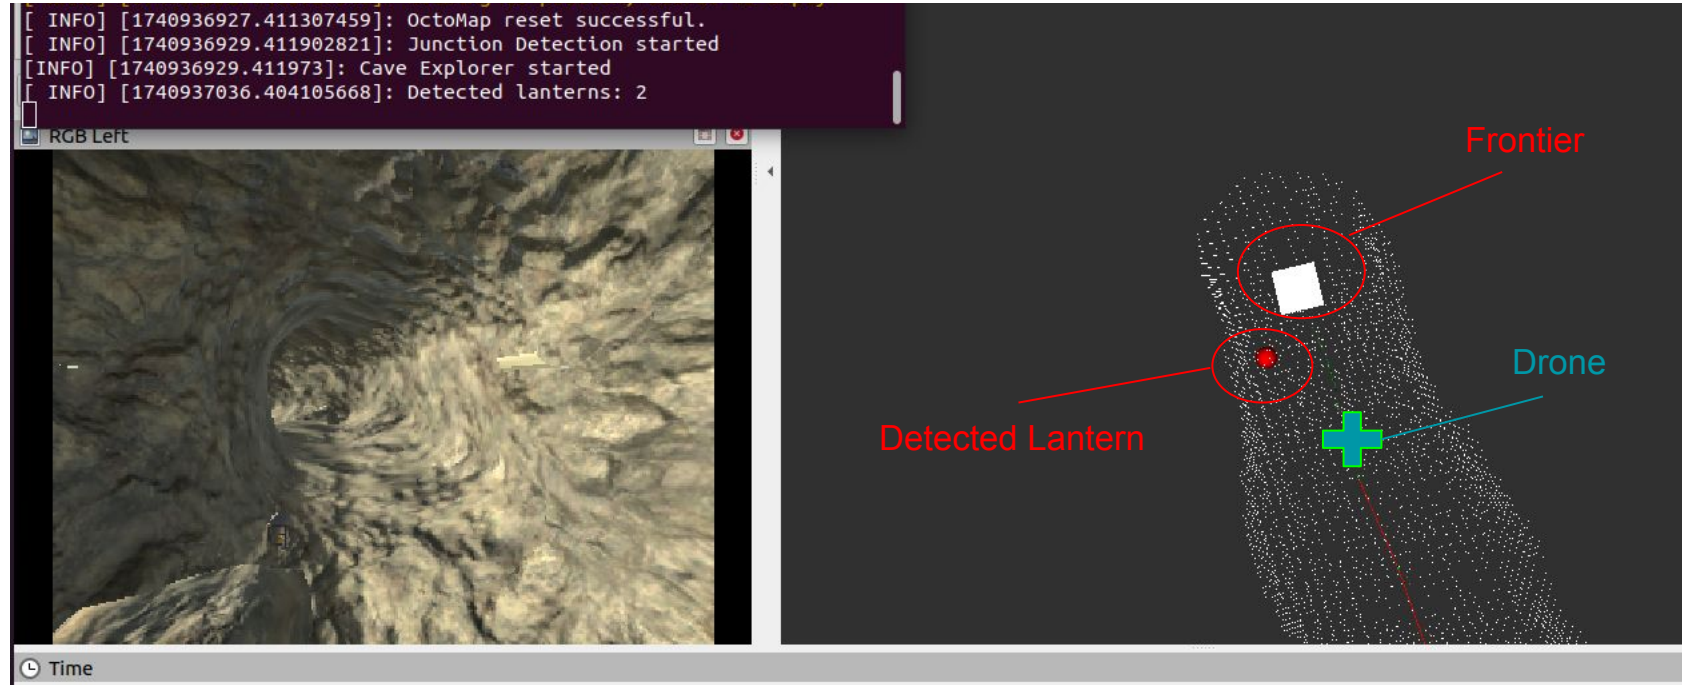 [ INFO] [1740936927.411307459]: OctoMap reset successful.
[ INFO] [1740936929.411902821]: Junction Detection started
[INFO] [1740936929.411973]: Cave Explorer started
[ INFO] [1740937036.404105668]: Detected lanterns: 2
RGB Left
Frontier
Drone
Detected Lantern
Time